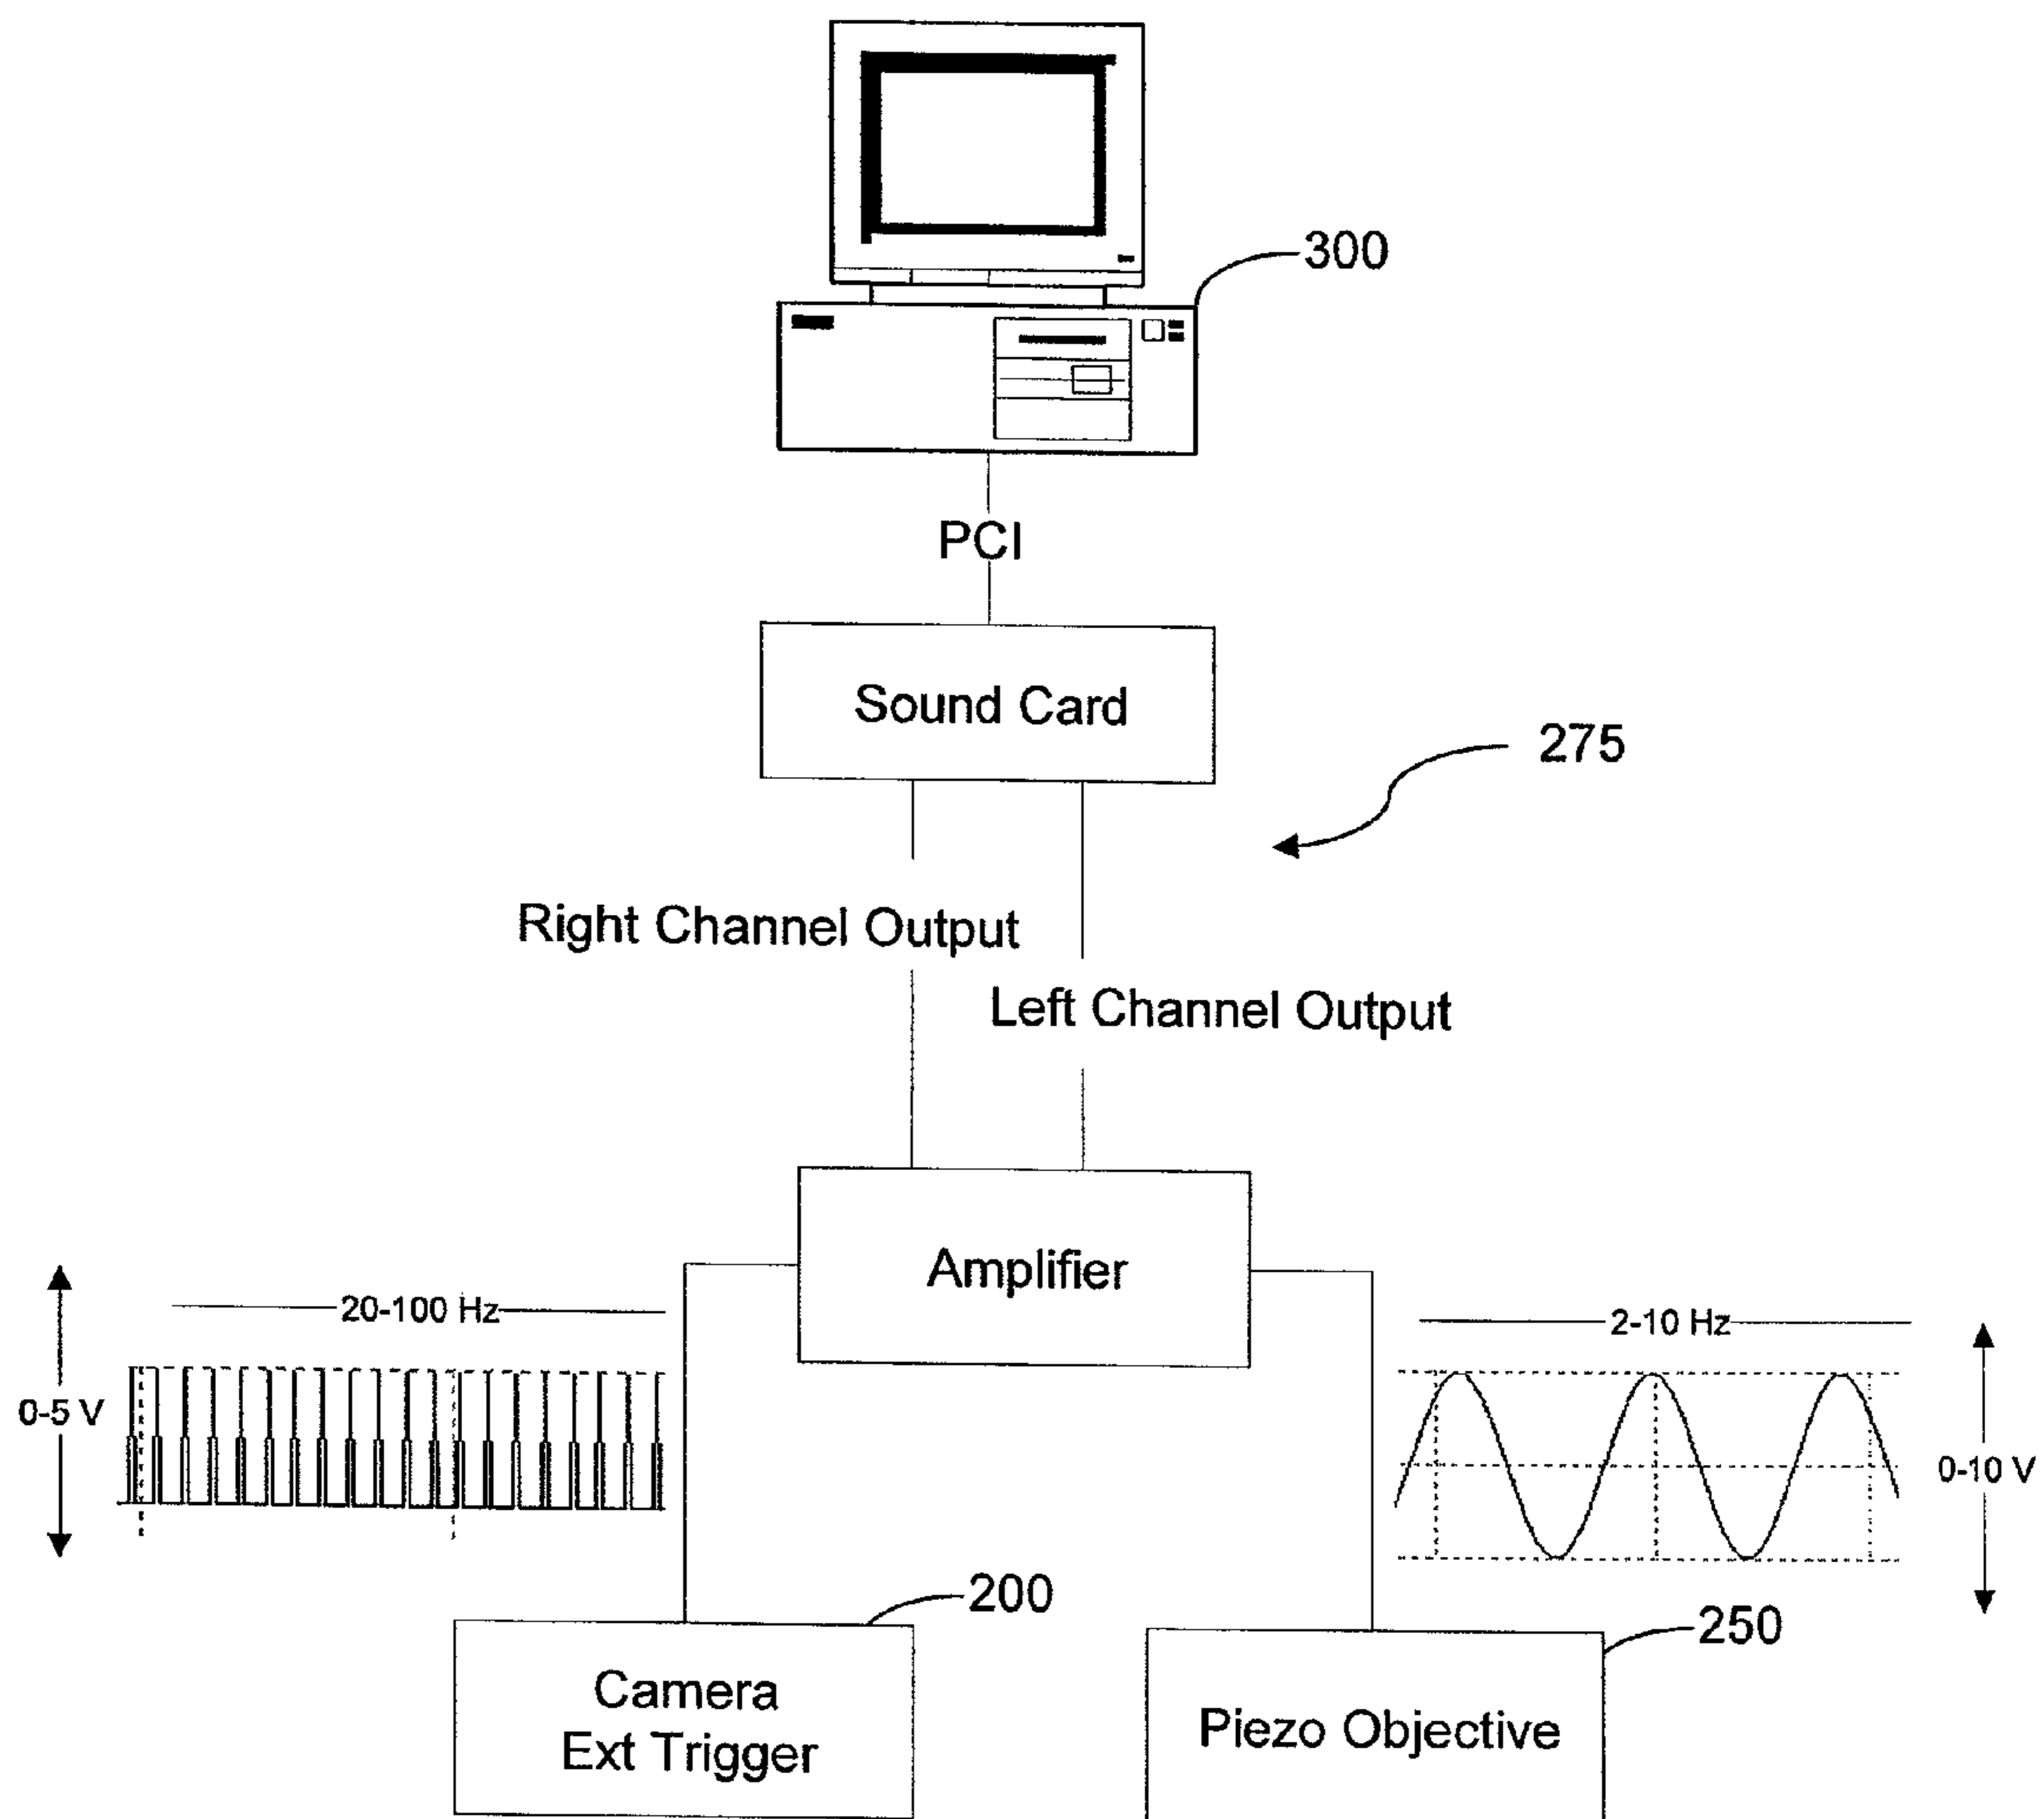 300
PCI
Sound Card
275
Right Channel Output
Left Channel Output
Amplifier
20-100 Hz
2-10 Hz
0-5 V
0-10 V
200
250
Camera
Ext Trigger
Piezo Objective